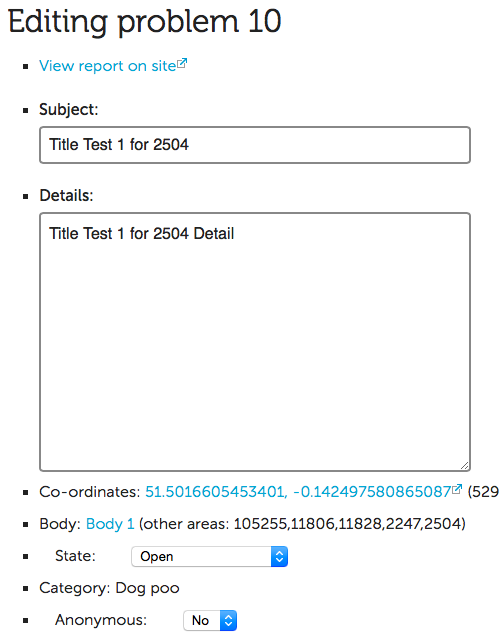 Editing problem 10
View report on site
Subject:
Title Test 1 for 2504
Details:
Title Test 1 for 2504 Detail
Co-ordinates: 51.5016605453401, -0.142497580865087 (529
Body: Body 1 (other areas: 105255,11806,11828,2247,2504)
State: Open
Category: Dog poo
Anonymous: No